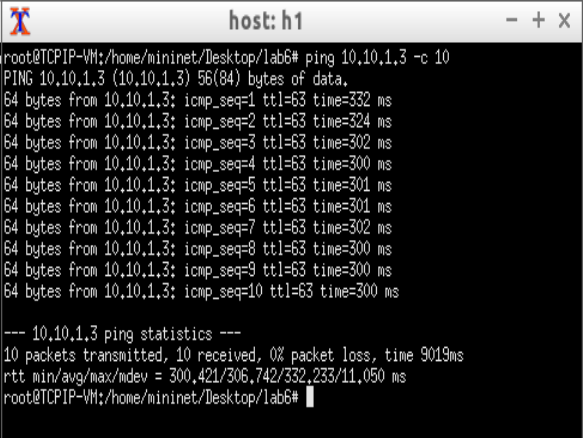 host: h1
root@TCPIP-VM:/home/mininet/Desktop/lab6# ping 10.10.1.3 -c 10
PING 10.10.1.3 (10.10.1.3) 56(84) bytes of data.
64 bytes from 10.10.1.3: icmp_seq=1 ttl=63 time=332 ms
64 bytes from 10.10.1.3: icmp_seq=2 ttl=63 time=324 ms
64 bytes from 10.10.1.3: icmp_seq=3 ttl=63 time=302 ms
64 bytes from 10.10.1.3: icmp_seq=4 ttl=63 time=300 ms
64 bytes from 10.10.1.3: icmp_seq=5 ttl=63 time=301 ms
64 bytes from 10.10.1.3: icmp_seq=6 ttl=63 time=301 ms
64 bytes from 10.10.1.3: icmp_seq=7 ttl=63 time=302 ms
64 bytes from 10.10.1.3: icmp_seq=8 ttl=63 time=300 ms
64 bytes from 10.10.1.3: icmp_seq=9 ttl=63 time=300 ms
64 bytes from 10.10.1.3: icmp_seq=10 ttl=63 time=300 ms
--- 10.10.1.3 ping statistics ---
10 packets transmitted, 10 received, 0% packet loss, time 9019ms
rtt min/avg/max/mdev = 300.421/306.742/332.233/11.050 ms
root@TCPIP-VM:/home/mininet/Desktop/lab6#